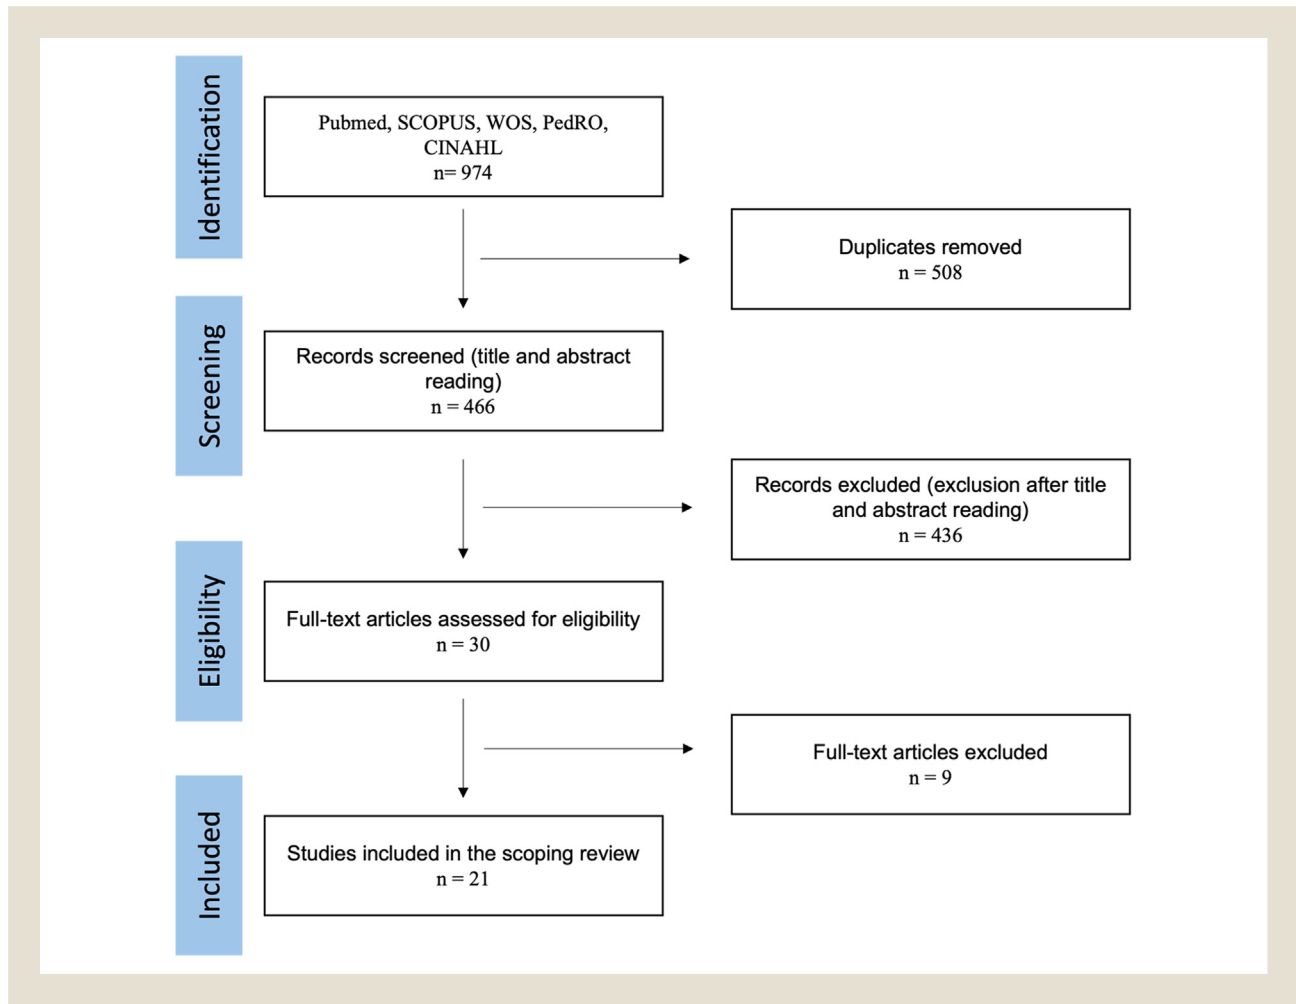 Identification
Pubmed, SCOPUS, WOS, PedRO,
CINAHL
n= 974
Duplicates removed
n = 508
Screening
Records screened (title and abstract
reading)
n = 466
Records excluded (exclusion after title
and abstract reading)
n = 436
Eligibility
Full-text articles assessed for eligibility
n = 30
Full-text articles excluded
n = 9
Included
Studies included in the scoping review
n = 21